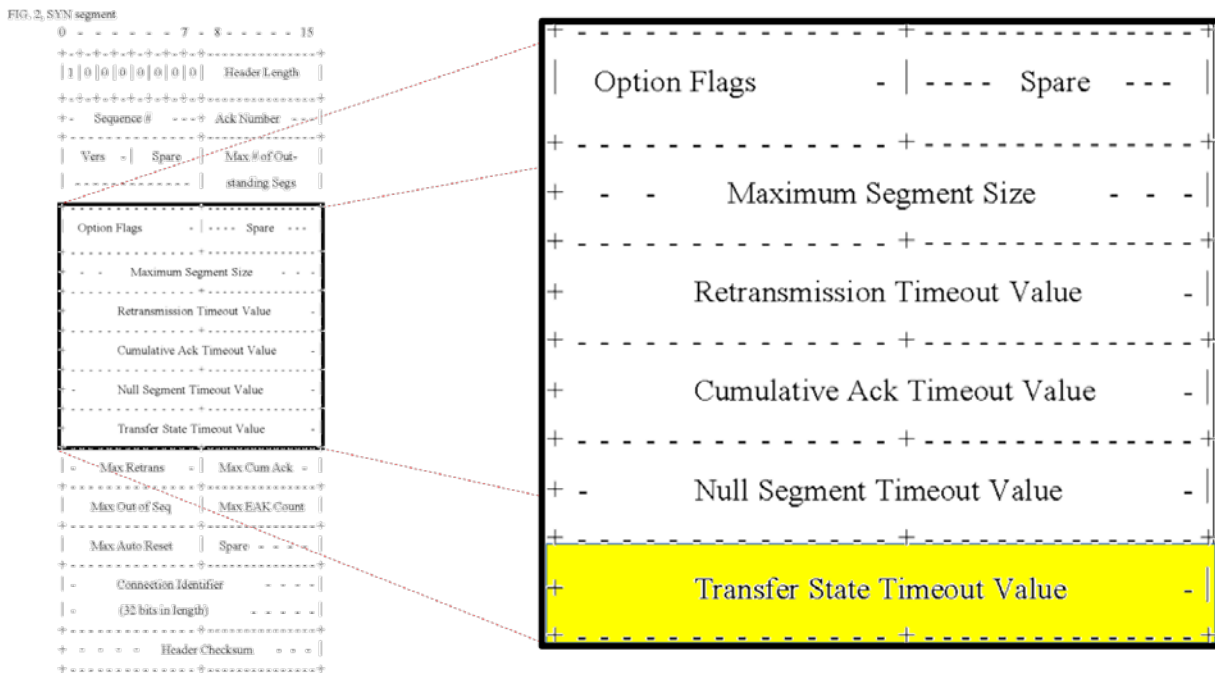 FIG. 2, SYN segment
0 - - - - - - 7 - 8 - - - - - 15
|1|0|0|0|0|0|0|0| Header Length |
+ - Sequence # - - - + Ack Number - - - +
| Vers - | Spare | Max # of Out- |
| - - - - - - - - - - - - | standing Segs |
| Option Flags - | - - - - Spare - - - |
+ - - Maximum Segment Size - - - |
+ Retransmission Timeout Value - |
+ Cumulative Ack Timeout Value - |
+ - Null Segment Timeout Value - |
+ Transfer State Timeout Value - |
| - Max Retrans - | Max Cum Ack - |
| Max Out of Seq | Max EAK Count |
| Max Auto Reset | Spare - - - - - |
| - Connection Identifier - - - - |
| - (32 bits in length) - - - - - |
+ - - - - Header Checksum - - - |
| Option Flags - | - - - - Spare - - - |
+ - - Maximum Segment Size - - - |
+ Retransmission Timeout Value - |
+ Cumulative Ack Timeout Value - |
+ - Null Segment Timeout Value - |
+ Transfer State Timeout Value - |